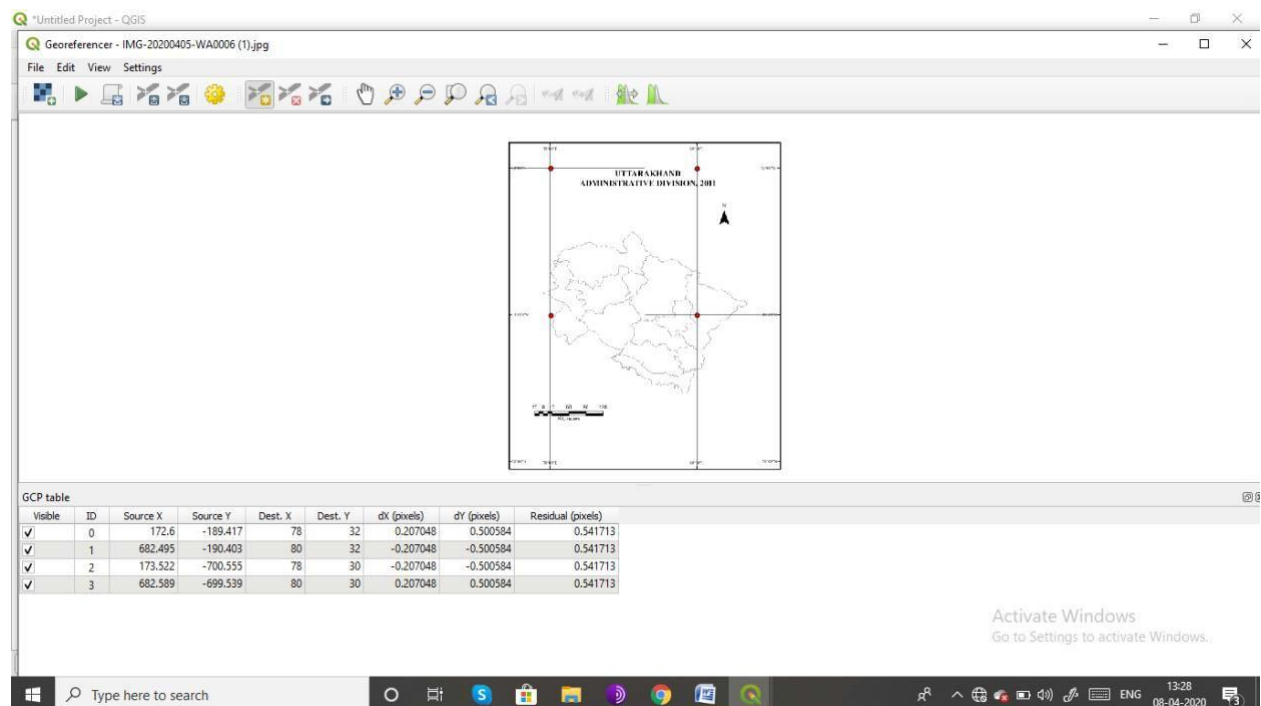 *Untitled Project - QGIS
Georeferencer - IMG-20200405-WA0006 (1).jpg
File Edit View Settings
UTTARAKHAND
ADMINISTRATIVE DIVISION, 2011
N
GCP table
Visible ID Source X Source Y Dest. X Dest. Y dX (pixels) dY (pixels) Residual (pixels)
0 172.6 -189.417 78 32 0.207048 0.500584 0.541713
1 682.495 -190.403 80 32 -0.207048 -0.500584 0.541713
2 173.522 -700.555 78 30 -0.207048 -0.500584 0.541713
3 682.589 -699.539 80 30 0.207048 0.500584 0.541713
Activate Windows
Go to Settings to activate Windows.
Type here to search
ENG
13:28
08-04-2020
3